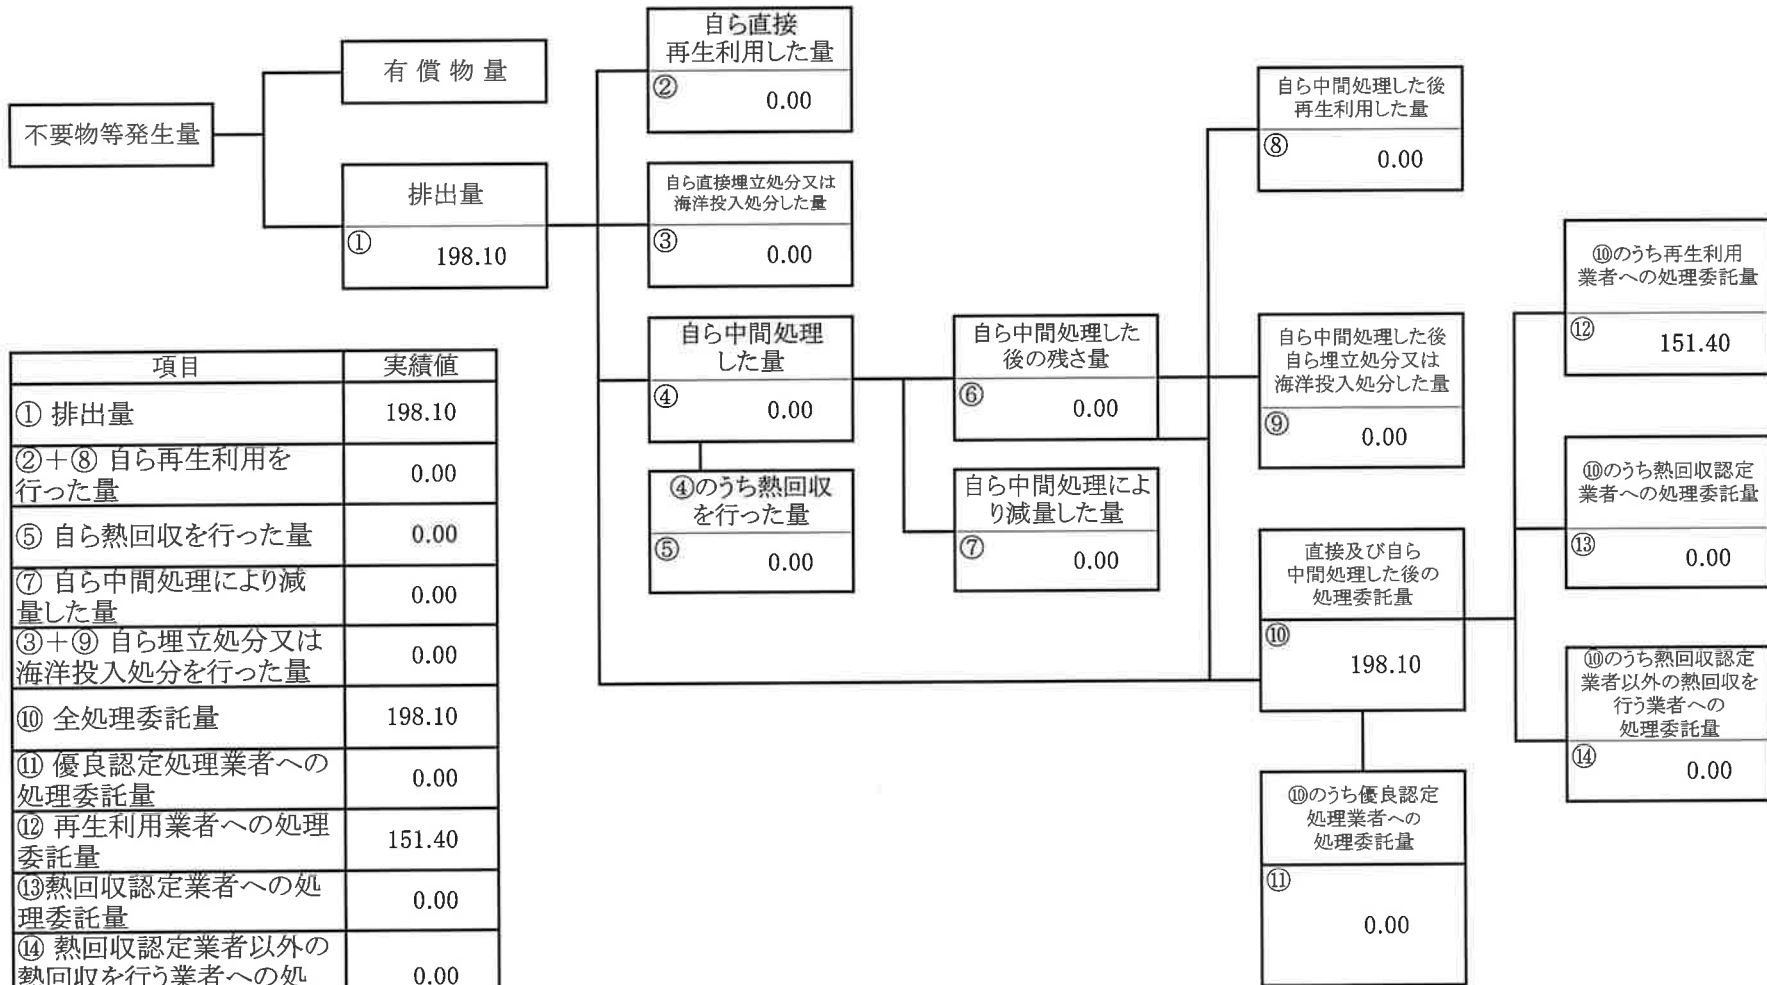 不要物等発生量
有償物量
排出量
①
198.10
自ら直接
再生利用した量
②
0.00
自ら直接埋立処分又は
海洋投入処分した量
③
0.00
自ら中間処理
した量
④
0.00
④のうち熱回収
を行った量
⑤
0.00
自ら中間処理した
後の残さ量
⑥
0.00
自ら中間処理によ
り減量した量
⑦
0.00
自ら中間処理した後
再生利用した量
⑧
0.00
自ら中間処理した後
自ら埋立処分又は
海洋投入処分した量
⑨
0.00
直接及び自ら
中間処理した後の
処理委託量
⑩
198.10
⑩のうち優良認定
処理業者への
処理委託量
⑪
0.00
⑩のうち再生利用
業者への処理委託量
⑫
151.40
⑩のうち熱回収認定
業者への処理委託量
⑬
0.00
⑩のうち熱回収認定
業者以外の熱回収を
行う業者への
処理委託量
⑭
0.00
項目 実績値
① 排出量 198.10
②+⑧ 自ら再生利用を
行った量 0.00
⑤ 自ら熱回収を行った量 0.00
⑦ 自ら中間処理により減
量した量 0.00
③+⑨ 自ら埋立処分又は
海洋投入処分を行った量 0.00
⑩ 全処理委託量 198.10
⑪ 優良認定処理業者への
処理委託量 0.00
⑫ 再生利用業者への処理
委託量 151.40
⑬熱回収認定業者への処
理委託量 0.00
⑭ 熱回収認定業者以外の
熱回収を行う業者への処 0.00